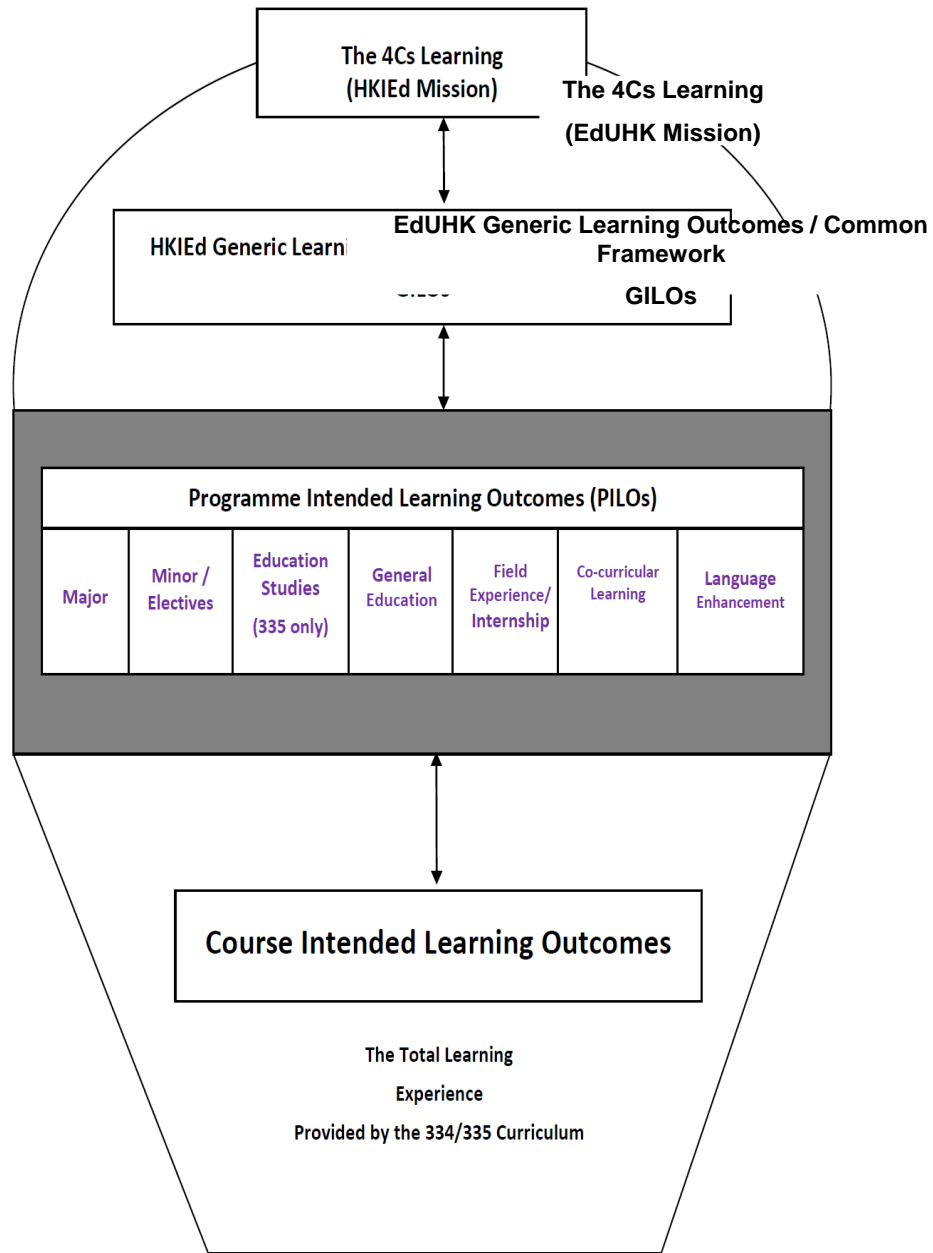 The 4Cs Learning
(HKIEd Mission)
The 4Cs Learning
(EdUHK Mission)
HKIEd Generic
EdUHK Generic Learning Outcomes / Common
Framework
GILOs
Programme Intended Learning Outcomes (PILOs)
Major
Minor /
Electives
Education
Studies
(335 only)
General
Education
Field
Experience/
Internship
Co-curricular
Learning
Language
Enhancement
Course Intended Learning Outcomes
The Total Learning
Experience
Provided by the 334/335 Curriculum